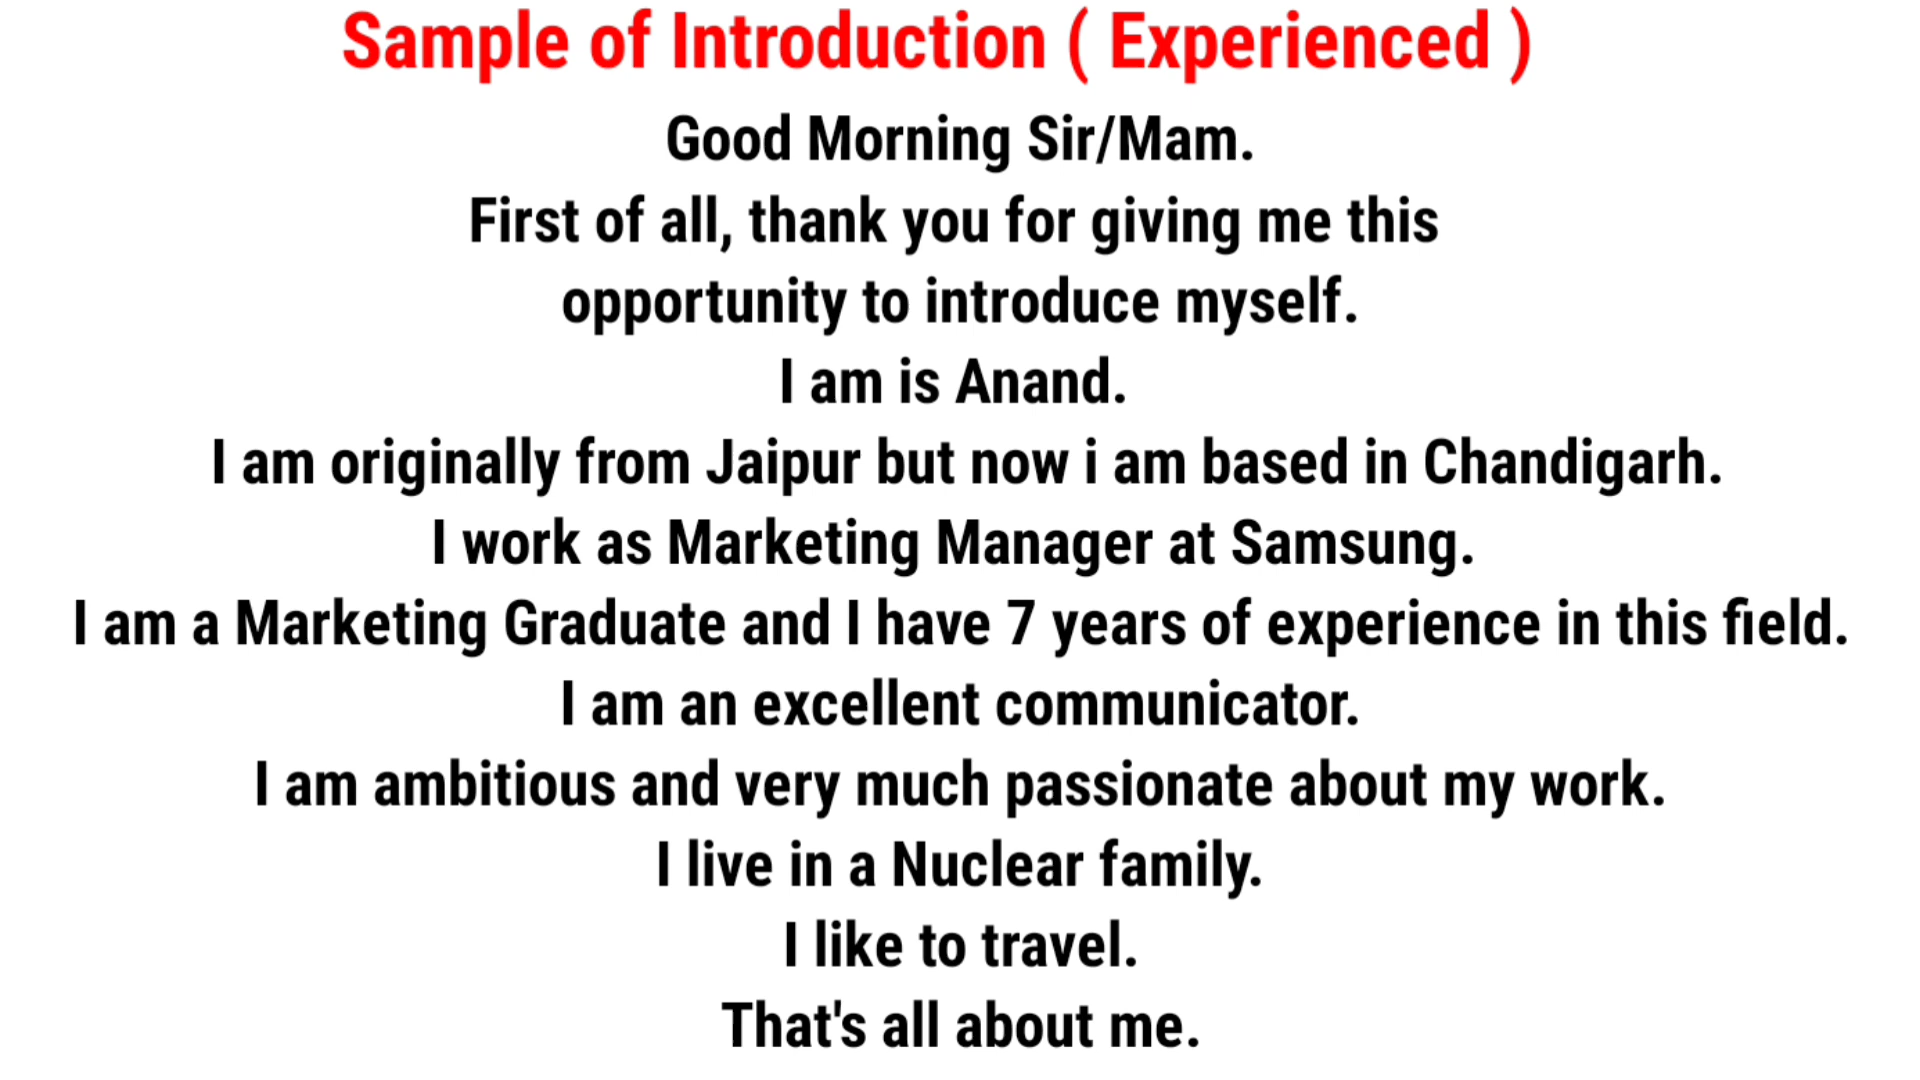 Sample of Introduction ( Experienced )
Good Morning Sir/Mam.
First of all, thank you for giving me this
opportunity to introduce myself.
I am is Anand.
I am originally from Jaipur but now i am based in Chandigarh.
I work as Marketing Manager at Samsung.
I am a Marketing Graduate and I have 7 years of experience in this field.
I am an excellent communicator.
I am ambitious and very much passionate about my work.
I live in a Nuclear family.
I like to travel.
That's all about me.